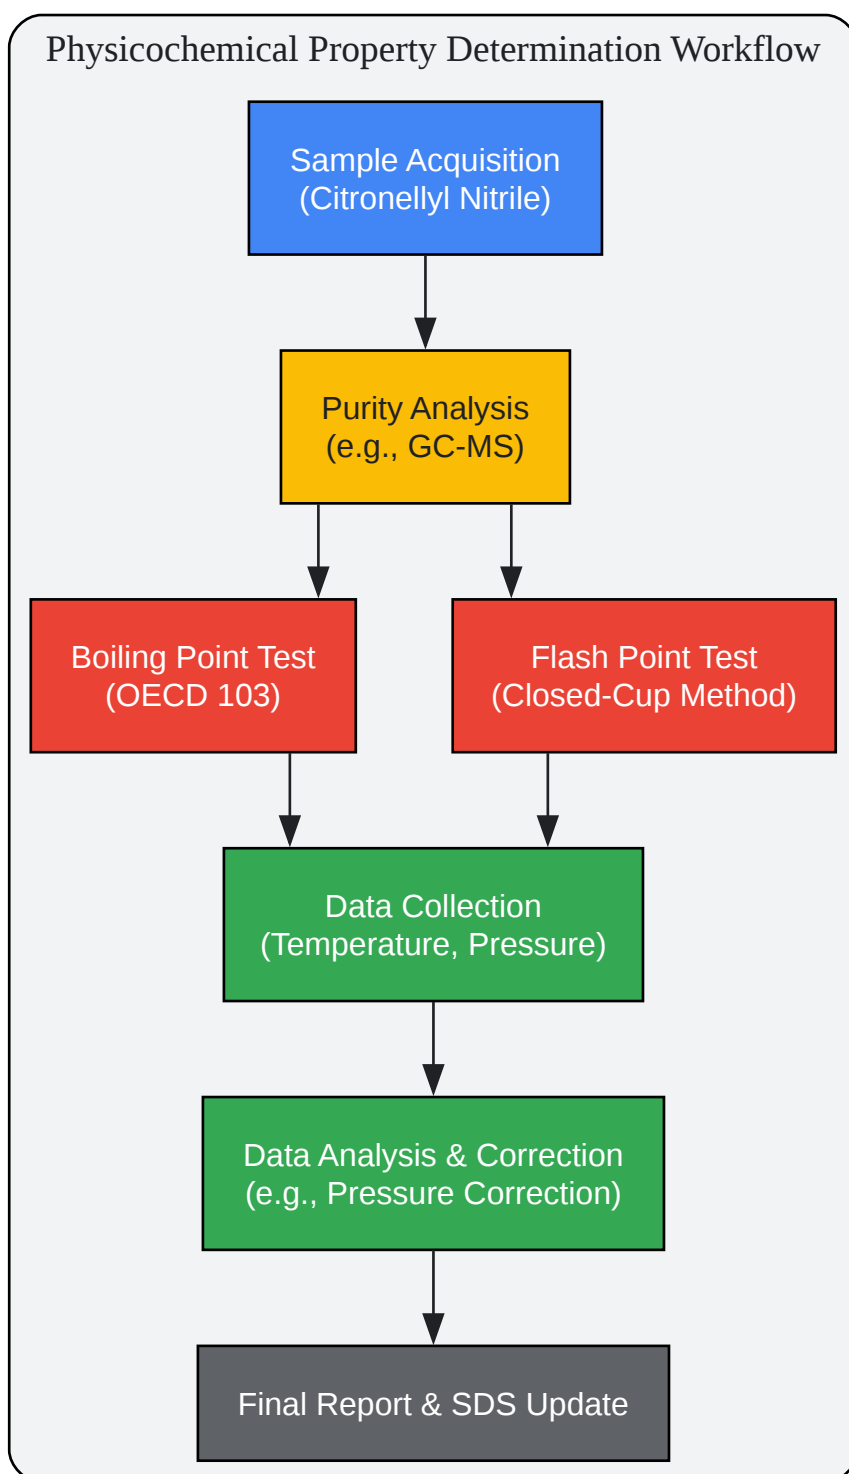 Physicochemical Property Determination Workflow
Sample Acquisition
(Citronellyl Nitrile)
Purity Analysis
(e.g., GC-MS)
Boiling Point Test
(OECD 103)
Flash Point Test
(Closed-Cup Method)
Data Collection
(Temperature, Pressure)
Data Analysis & Correction
(e.g., Pressure Correction)
Final Report & SDS Update